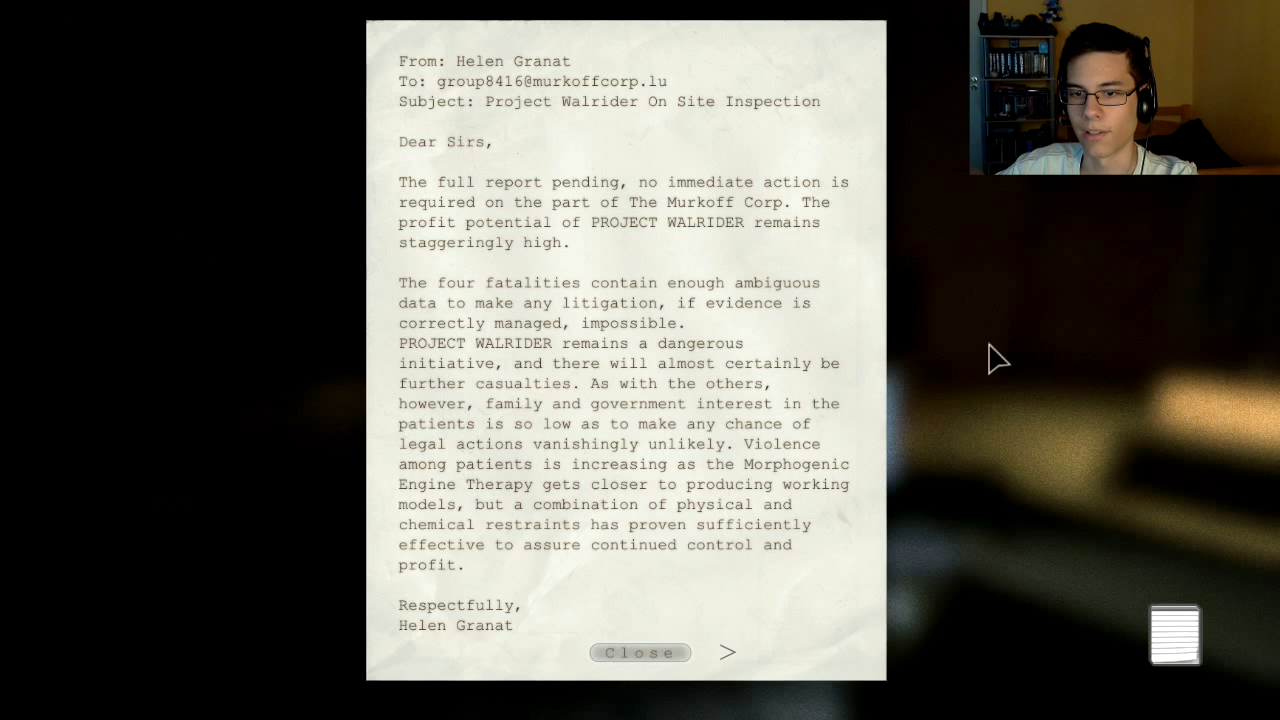 From: Helen Granat
To: group8416@murkoffcorp.lu
Subject: Project Walrider On Site Inspection
Dear Sirs,
The full report pending, no immediate action is
required on the part of The Murkoff Corp. The
profit potential of PROJECT WALRIDER remains
staggeringly high.
The four fatalities contain enough ambiguous
data to make any litigation, if evidence is
correctly managed, impossible.
PROJECT WALRIDER remains a dangerous
initiative, and there will almost certainly be
further casualties. As with the others,
however, family and government interest in the
patients is so low as to make any chance of
legal actions vanishingly unlikely. Violence
among patients is increasing as the Morphogenic
Engine Therapy gets closer to producing working
models, but a combination of physical and
chemical restraints has proven sufficiently
effective to assure continued control and
profit.
Respectfully,
Helen Granat
Close >